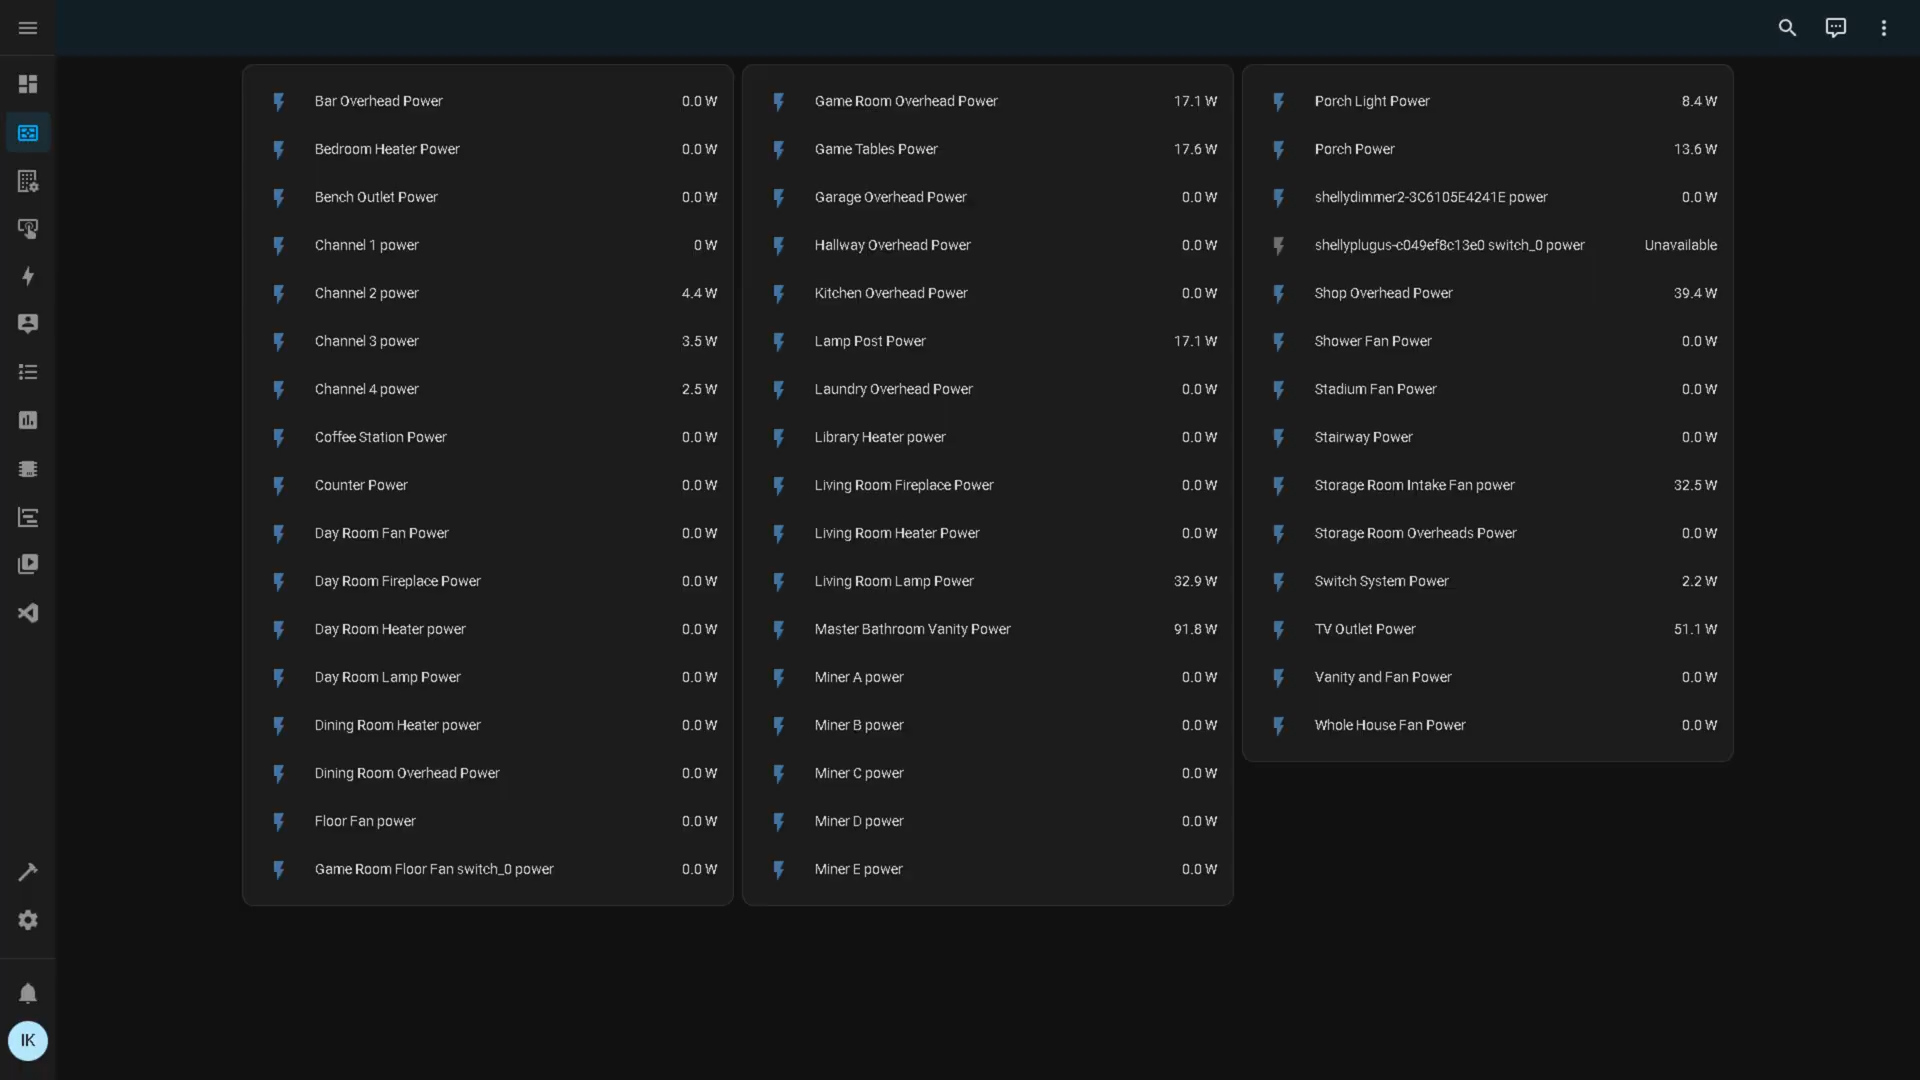 Bar Overhead Power 0.0 W
Bedroom Heater Power 0.0 W
Bench Outlet Power 0.0 W
Channel 1 power 0 W
Channel 2 power 4.4 W
Channel 3 power 3.5 W
Channel 4 power 2.5 W
Coffee Station Power 0.0 W
Counter Power 0.0 W
Day Room Fan Power 0.0 W
Day Room Fireplace Power 0.0 W
Day Room Heater power 0.0 W
Day Room Lamp Power 0.0 W
Dining Room Heater power 0.0 W
Dining Room Overhead Power 0.0 W
Floor Fan power 0.0 W
Game Room Floor Fan switch_0 power 0.0 W
Game Room Overhead Power 17.1 W
Game Tables Power 17.6 W
Garage Overhead Power 0.0 W
Hallway Overhead Power 0.0 W
Kitchen Overhead Power 0.0 W
Lamp Post Power 17.1 W
Laundry Overhead Power 0.0 W
Library Heater power 0.0 W
Living Room Fireplace Power 0.0 W
Living Room Heater Power 0.0 W
Living Room Lamp Power 32.9 W
Master Bathroom Vanity Power 91.8 W
Miner A power 0.0 W
Miner B power 0.0 W
Miner C power 0.0 W
Miner D power 0.0 W
Miner E power 0.0 W
Porch Light Power 8.4 W
Porch Power 13.6 W
shellydimmer2-3C6105E4241E power 0.0 W
shellyplugus-c049ef8c13e0 switch_0 power Unavailable
Shop Overhead Power 39.4 W
Shower Fan Power 0.0 W
Stadium Fan Power 0.0 W
Stairway Power 0.0 W
Storage Room Intake Fan power 32.5 W
Storage Room Overheads Power 0.0 W
Switch System Power 2.2 W
TV Outlet Power 51.1 W
Vanity and Fan Power 0.0 W
Whole House Fan Power 0.0 W
IK